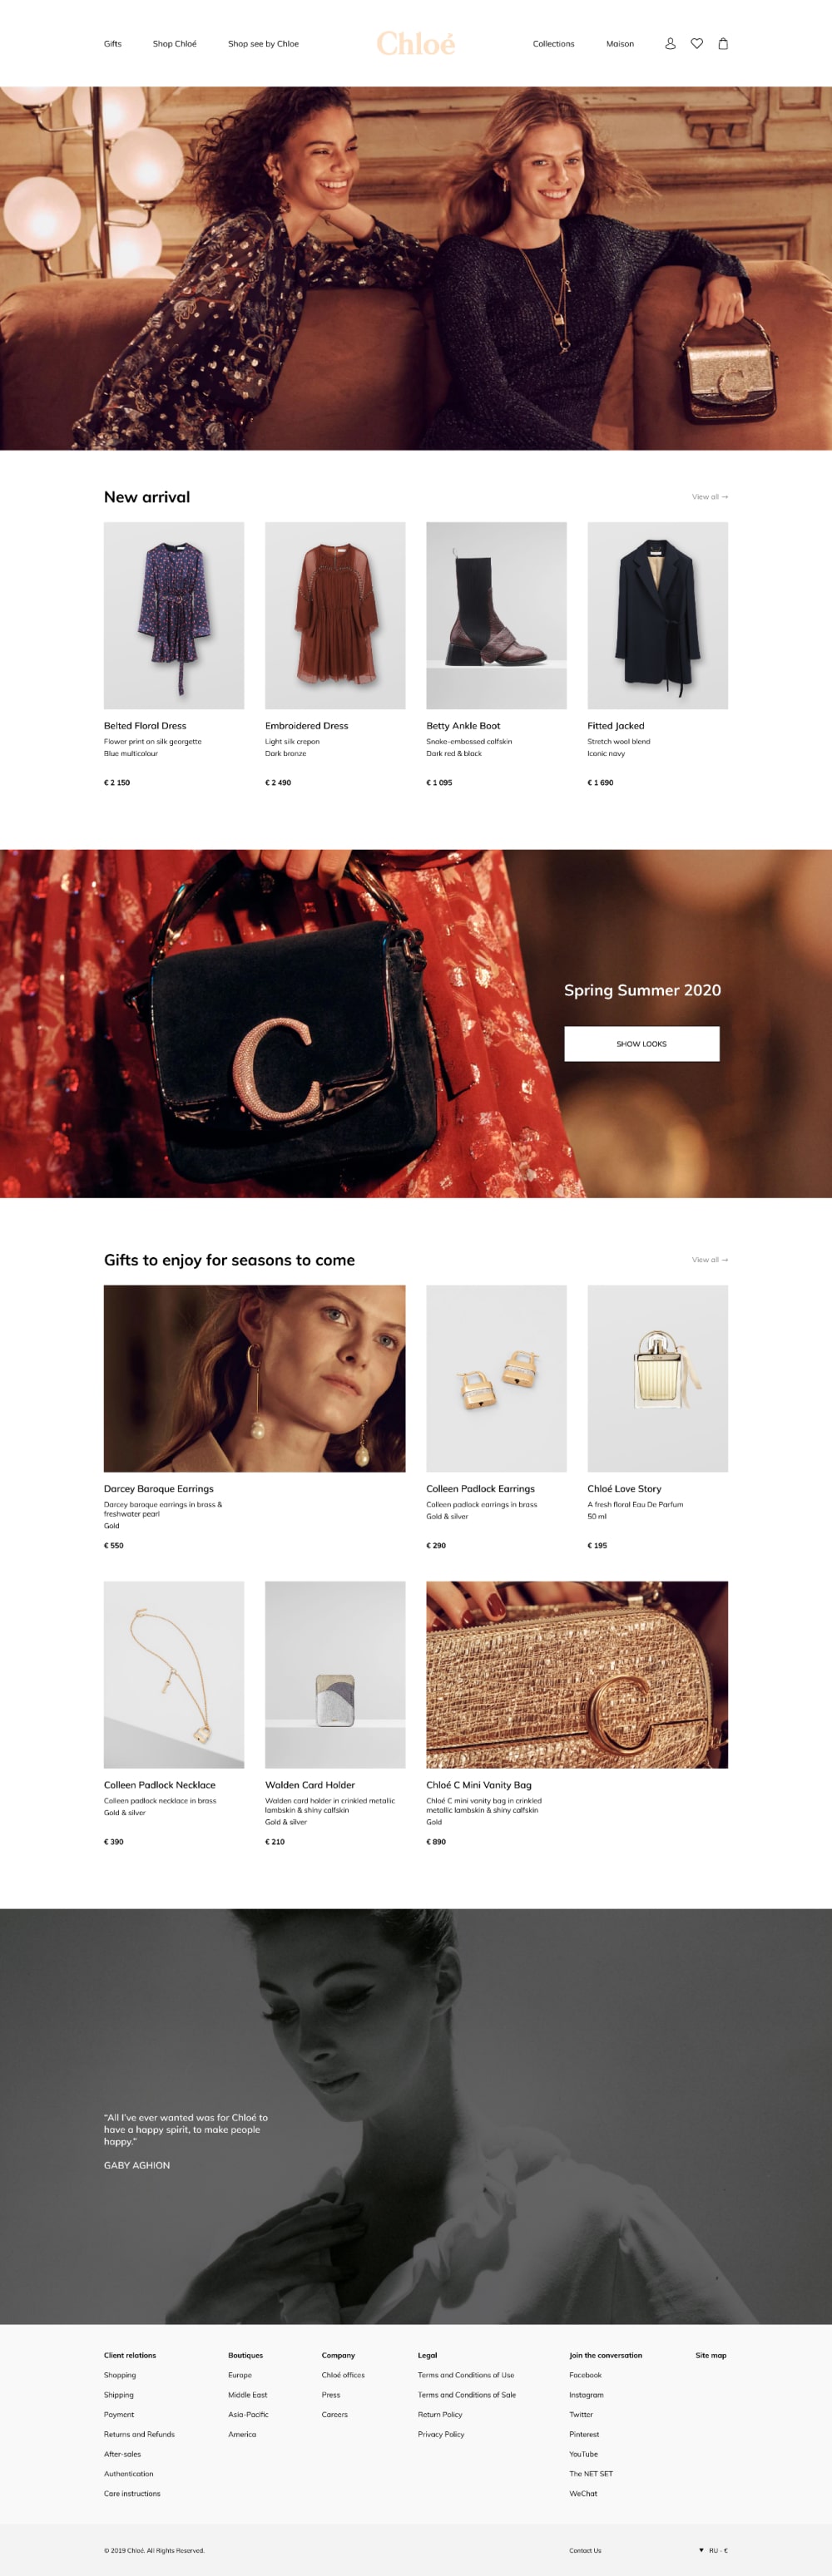 Gifts
Shop Chloé
Shop see by Chloe
Chloé
Collections
Maison
New arrival
View all →
Belted Floral Dress
Flower print on silk georgette
Blue multicolour
€ 2 150
Embroidered Dress
Light silk crepon
Dark bronze
€ 2 490
Betty Ankle Boot
Snake-embossed calfskin
Dark red & black
€ 1 095
Fitted Jacked
Stretch wool blend
Iconic navy
€ 1 690
C
Spring Summer 2020
SHOW LOOKS
Gifts to enjoy for seasons to come
View all →
Darcey Baroque Earrings
Darcey baroque earrings in brass &
freshwater pearl
Gold
€ 550
Colleen Padlock Earrings
Colleen padlock earrings in brass
Gold & silver
€ 290
Chloé Love Story
A fresh floral Eau De Parfum
50 ml
€ 195
Colleen Padlock Necklace
Colleen padlock necklace in brass
Gold & silver
€ 390
Walden Card Holder
Walden card holder in crinkled metallic
lambskin & shiny calfskin
Gold & silver
€ 210
Chloé C Mini Vanity Bag
Chloé C mini vanity bag in crinkled
metallic lambskin & shiny calfskin
Gold
€ 890
“All I’ve ever wanted was for Chloé to
have a happy spirit, to make people
happy.”
GABY AGHION
Client relations
Shopping
Shipping
Payment
Returns and Refunds
After-sales
Authentication
Care instructions
Boutiques
Europe
Middle East
Asia-Pacific
America
Company
Chloé offices
Press
Careers
Legal
Terms and Conditions of Use
Terms and Conditions of Sale
Return Policy
Privacy Policy
Join the conversation
Facebook
Instagram
Twitter
Pinterest
YouTube
The NET SET
WeChat
Site map
© 2019 Chloé. All Rights Reserved.
Contact Us
▼ RU - €